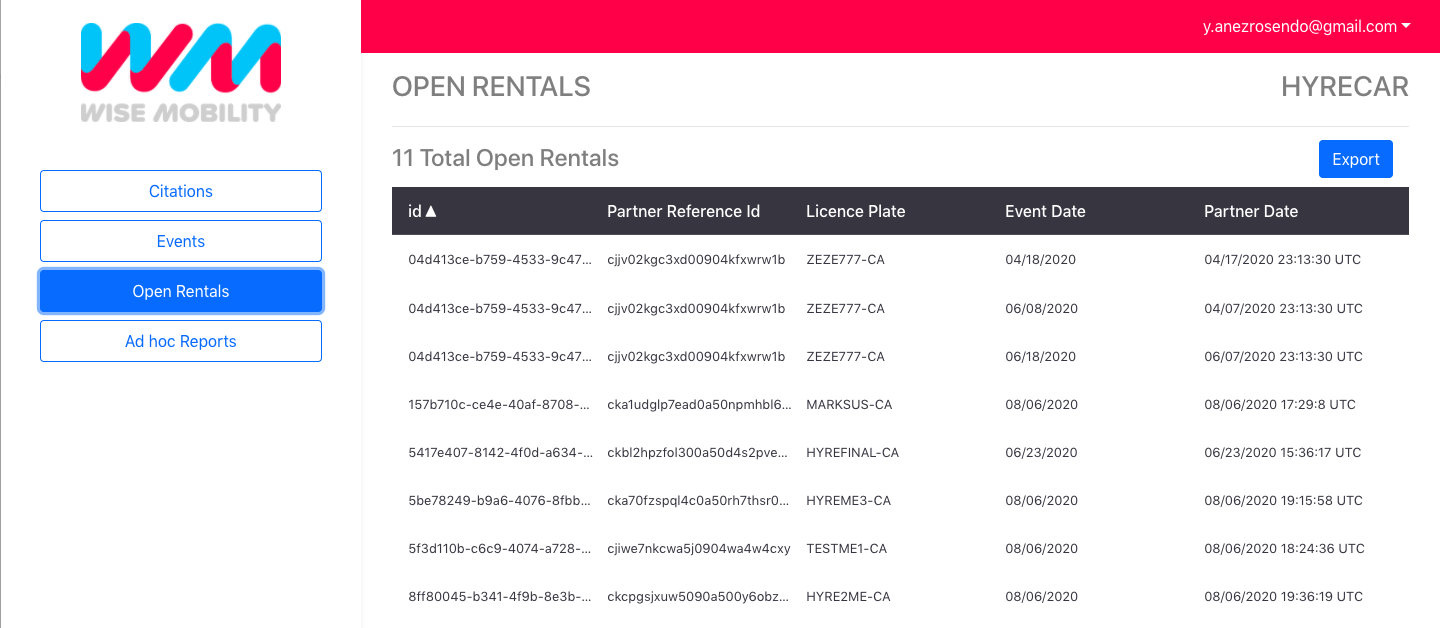 WM
WISE MOBILITY
Citations
Events
Open Rentals
Ad hoc Reports
y.anezrosendo@gmail.com
OPEN RENTALS HYRECAR
11 Total Open Rentals Export
id▲ Partner Reference Id Licence Plate Event Date Partner Date
04d413ce-b759-4533-9c47... cjjv02kgc3xd00904kfxwrw1b ZEZE777-CA 04/18/2020 04/17/2020 23:13:30 UTC
04d413ce-b759-4533-9c47... cjjv02kgc3xd00904kfxwrw1b ZEZE777-CA 06/08/2020 04/07/2020 23:13:30 UTC
04d413ce-b759-4533-9c47... cjjv02kgc3xd00904kfxwrw1b ZEZE777-CA 06/18/2020 06/07/2020 23:13:30 UTC
157b710c-ce4e-40af-8708-... cka1udglp7ead0a50npmhbl6... MARKSUS-CA 08/06/2020 08/06/2020 17:29:8 UTC
5417e407-8142-4f0d-a634-... ckbl2hpzfol300a50d4s2pve... HYREFINAL-CA 06/23/2020 06/23/2020 15:36:17 UTC
5be78249-b9a6-4076-8fbb... cka70fzspql4c0a50rh7thsr0... HYREME3-CA 08/06/2020 08/06/2020 19:15:58 UTC
5f3d110b-c6c9-4074-a728-... cjiwe7nkcwa5j0904wa4w4cxy TESTME1-CA 08/06/2020 08/06/2020 18:24:36 UTC
8ff80045-b341-4f9b-8e3b-... ckcpgsjxuw5090a500y6obz... HYRE2ME-CA 08/06/2020 08/06/2020 19:36:19 UTC